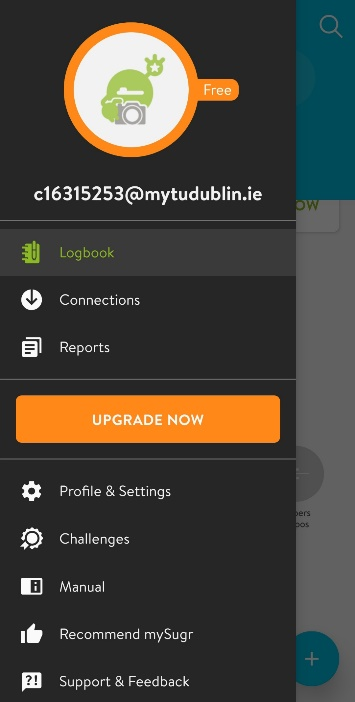 Free
c16315253@mytudublin.ie
Logbook
Connections
Reports
UPGRADE NOW
Profile & Settings
Challenges
Manual
Recommend mySugr
Support & Feedback